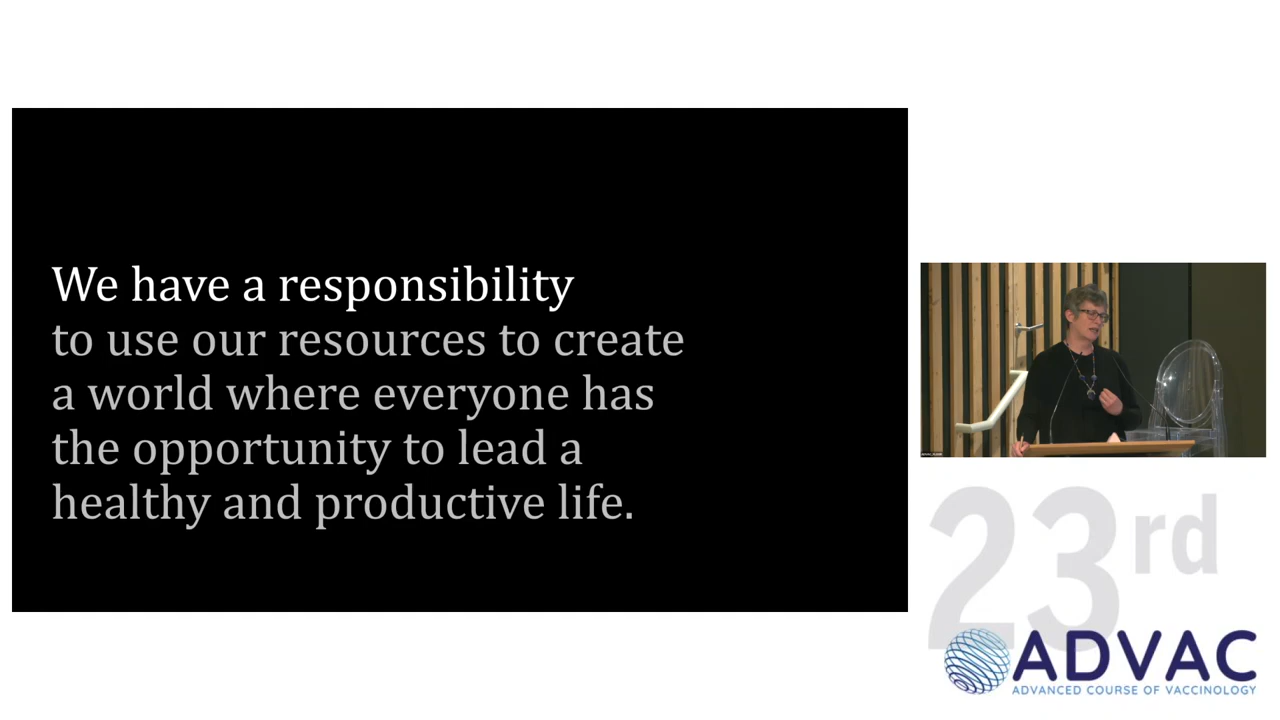 We have a responsibility
to use our resources to create
a world where everyone has
the opportunity to lead a
healthy and productive life.
23rd
ADVAC
ADVANCED COURSE OF VACCINOLOGY